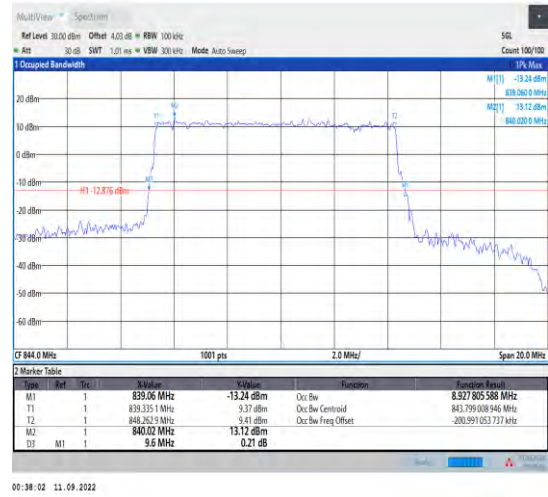 MultiView Spectrum
Ref Level 30.00 dBm Offset 4.03 dB RBW 100 kHz SGL
Att 30 dB SWT 1.01 ms VBW 300 kHz Mode Auto Sweep Count 100/100
1 Occupied Bandwidth 1Pk Max
M1[1] -13.24 dBm
839.060 0 MHz
M2[1] 13.12 dBm
840.020 0 MHz
20 dBm
M2
T1
T2
10 dBm
0 dBm
-10 dBm
M1
H1 -12.876 dBm
-20 dBm
-30 dBm
-40 dBm
-50 dBm
-60 dBm
CF 844.0 MHz 1001 pts 2.0 MHz/ Span 20.0 MHz
2 Marker Table
Type Ref Trc X-Value Y-Value Function Function Result
M1 1 839.06 MHz -13.24 dBm Occ Bw 8.927 805 588 MHz
T1 1 839.335 1 MHz 9.37 dBm Occ Bw Centroid 843.799 008 946 MHz
T2 1 848.262 9 MHz 9.41 dBm Occ Bw Freq Offset -200.991 053 737 kHz
M2 1 840.02 MHz 13.12 dBm
D3 M1 1 9.6 MHz 0.21 dB
00:38:02 11.09.2022